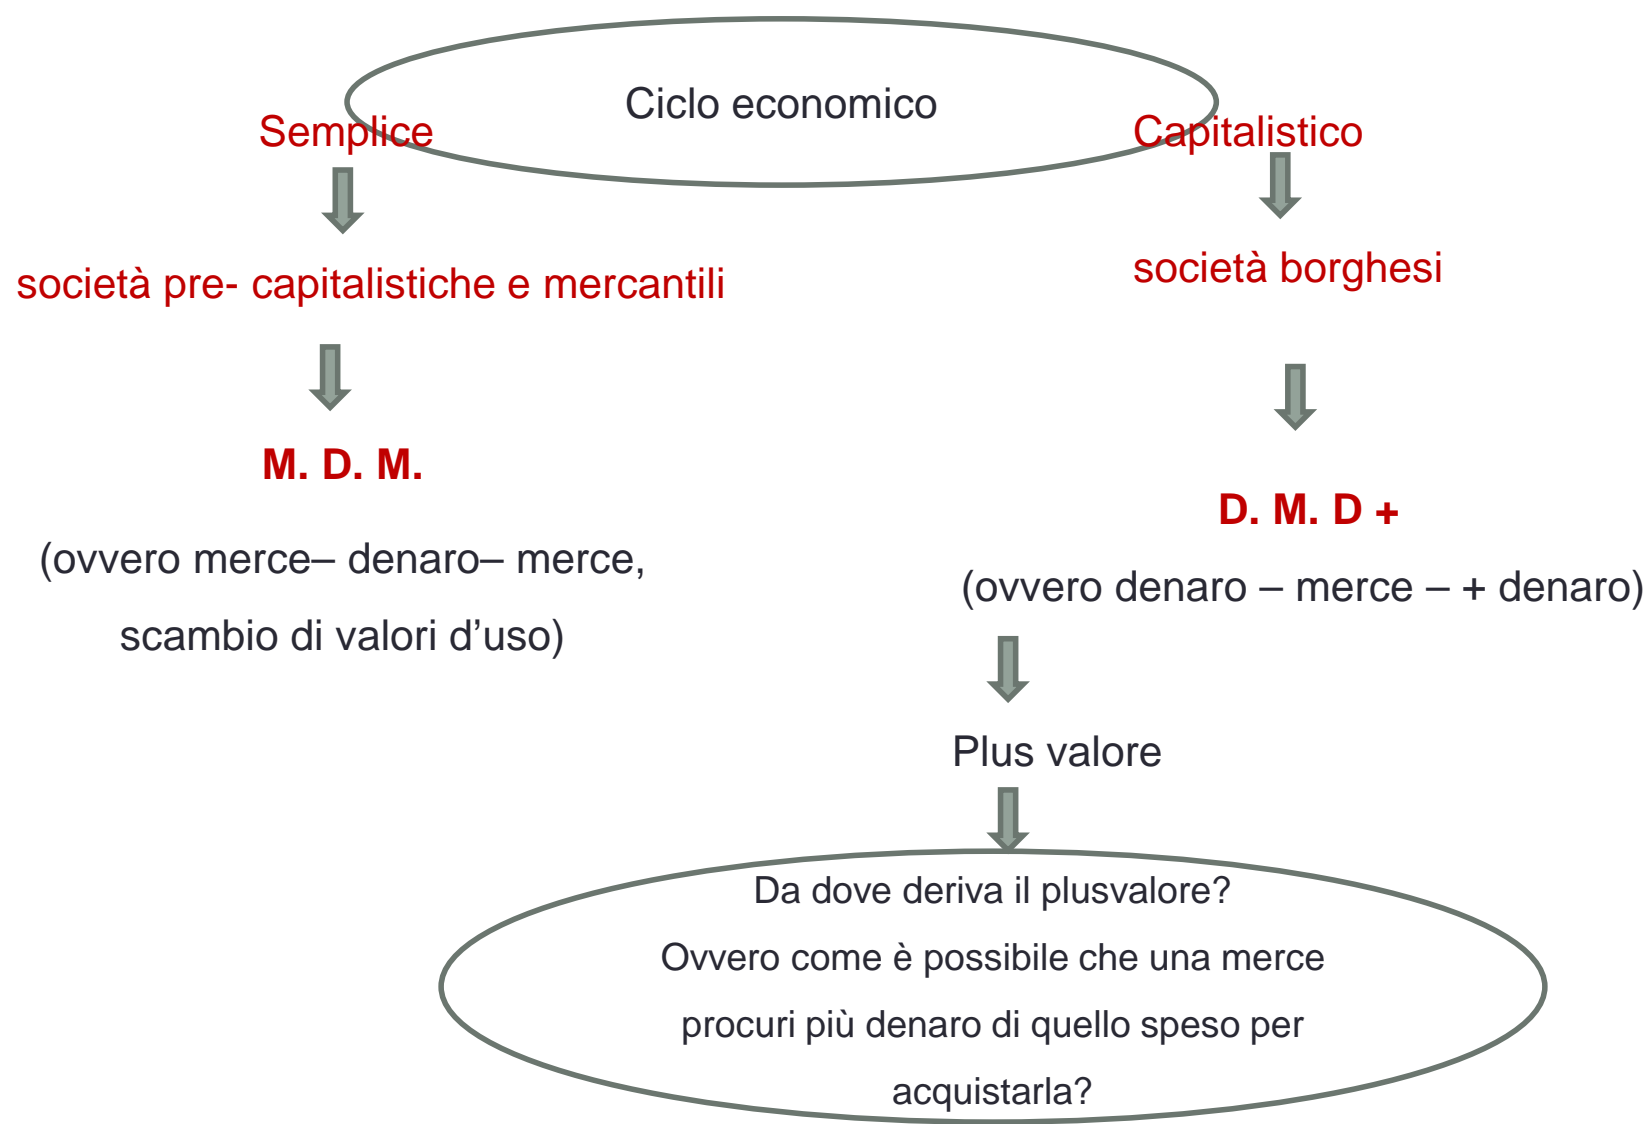 Ciclo economico
Semplice
Capitalistico
società pre- capitalistiche e mercantili
società borghesi
M. D. M.
(ovvero merce– denaro– merce,
scambio di valori d’uso)
D. M. D +
(ovvero denaro – merce – + denaro)
Plus valore
Da dove deriva il plusvalore?
Ovvero come è possibile che una merce
procuri più denaro di quello speso per
acquistarla?